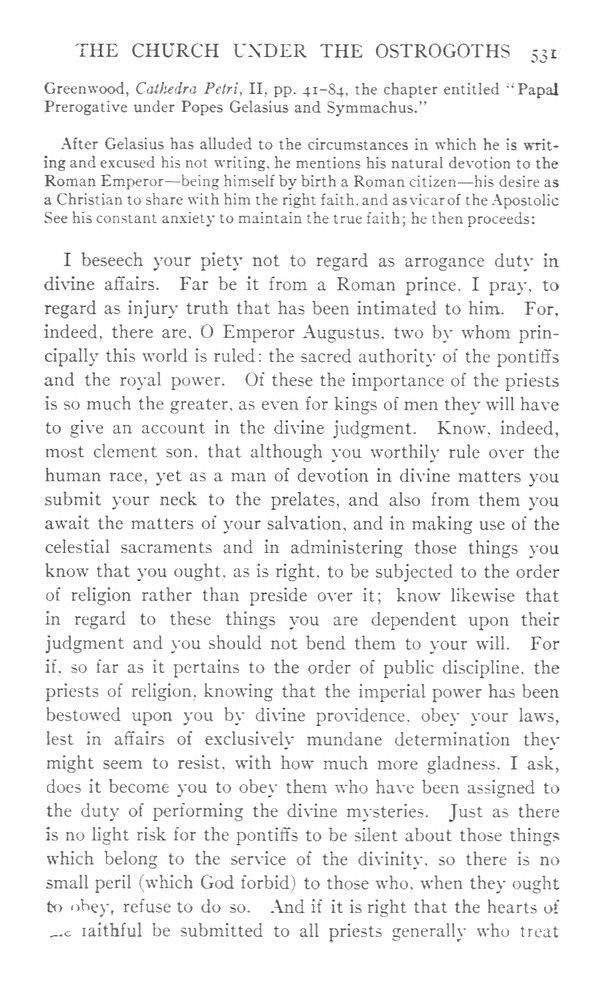 THE CHURCH UNDER THE OSTROGOTHS 531
Greenwood, Cathedra Petri, II, pp. 41–84, the chapter entitled “Papal
Prerogative under Popes Gelasius and Symmachus.”
After Gelasius has alluded to the circumstances in which he is writ-
ing and excused his not writing, he mentions his natural devotion to the
Roman Emperor—being himself by birth a Roman citizen—his desire as
a Christian to share with him the right faith, and as vicar of the Apostolic
See his constant anxiety to maintain the true faith; he then proceeds:
I beseech your piety not to regard as arrogance duty in
divine affairs. Far be it from a Roman prince, I pray, to
regard as injury truth that has been intimated to him. For,
indeed, there are, O Emperor Augustus, two by whom prin-
cipally this world is ruled: the sacred authority of the pontiffs
and the royal power. Of these the importance of the priests
is so much the greater, as even for kings of men they will have
to give an account in the divine judgment. Know, indeed,
most clement son, that although you worthily rule over the
human race, yet as a man of devotion in divine matters you
submit your neck to the prelates, and also from them you
await the matters of your salvation, and in making use of the
celestial sacraments and in administering those things you
know that you ought, as is right, to be subjected to the order
of religion rather than preside over it; know likewise that
in regard to these things you are dependent upon their
judgment and you should not bend them to your will. For
if, so far as it pertains to the order of public discipline, the
priests of religion, knowing that the imperial power has been
bestowed upon you by divine providence, obey your laws,
lest in affairs of exclusively mundane determination they
might seem to resist, with how much more gladness, I ask,
does it become you to obey them who have been assigned to
the duty of performing the divine mysteries. Just as there
is no light risk for the pontiffs to be silent about those things
which belong to the service of the divinity, so there is no
small peril (which God forbid) to those who, when they ought
to obey, refuse to do so. And if it is right that the hearts of
faithful be submitted to all priests generally who treat